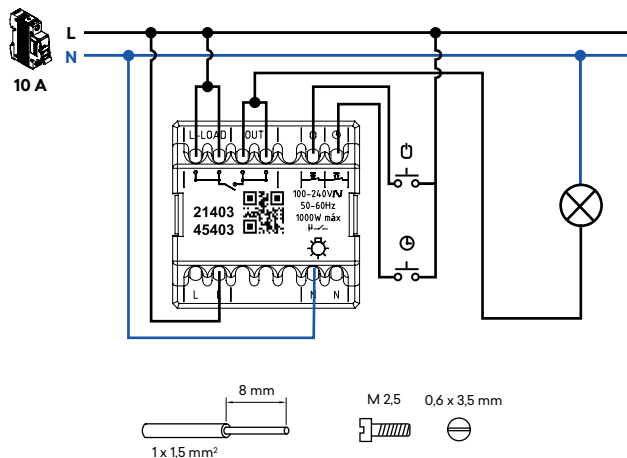 L
N
10 A
L-LOAD OUT
100-240V
50-60Hz
1000W máx
μ
21403
45403
L L N N
8 mm
1 x 1,5 mm²
M 2,5
0,6 x 3,5 mm